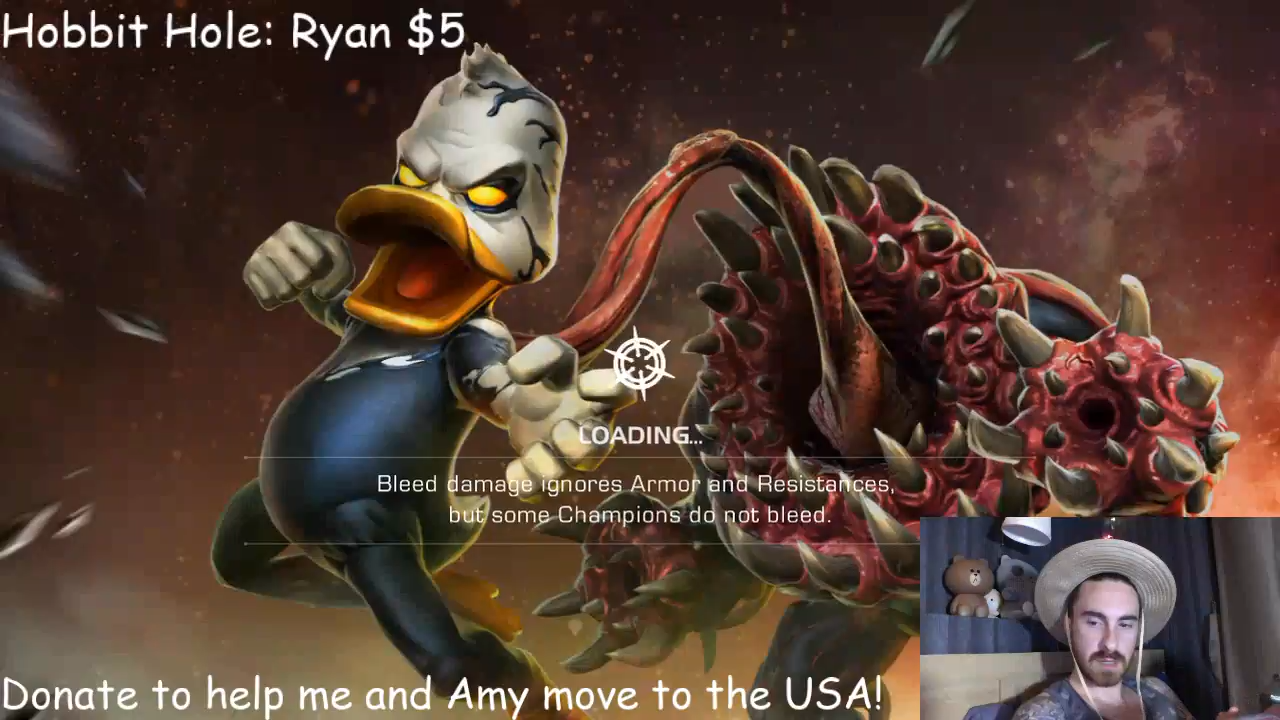 Hobbit Hole: Ryan $5
LOADING...
Bleed damage ignores Armor and Resistances,
but some Champions do not bleed.
Donate to help me and Amy move to the USA!